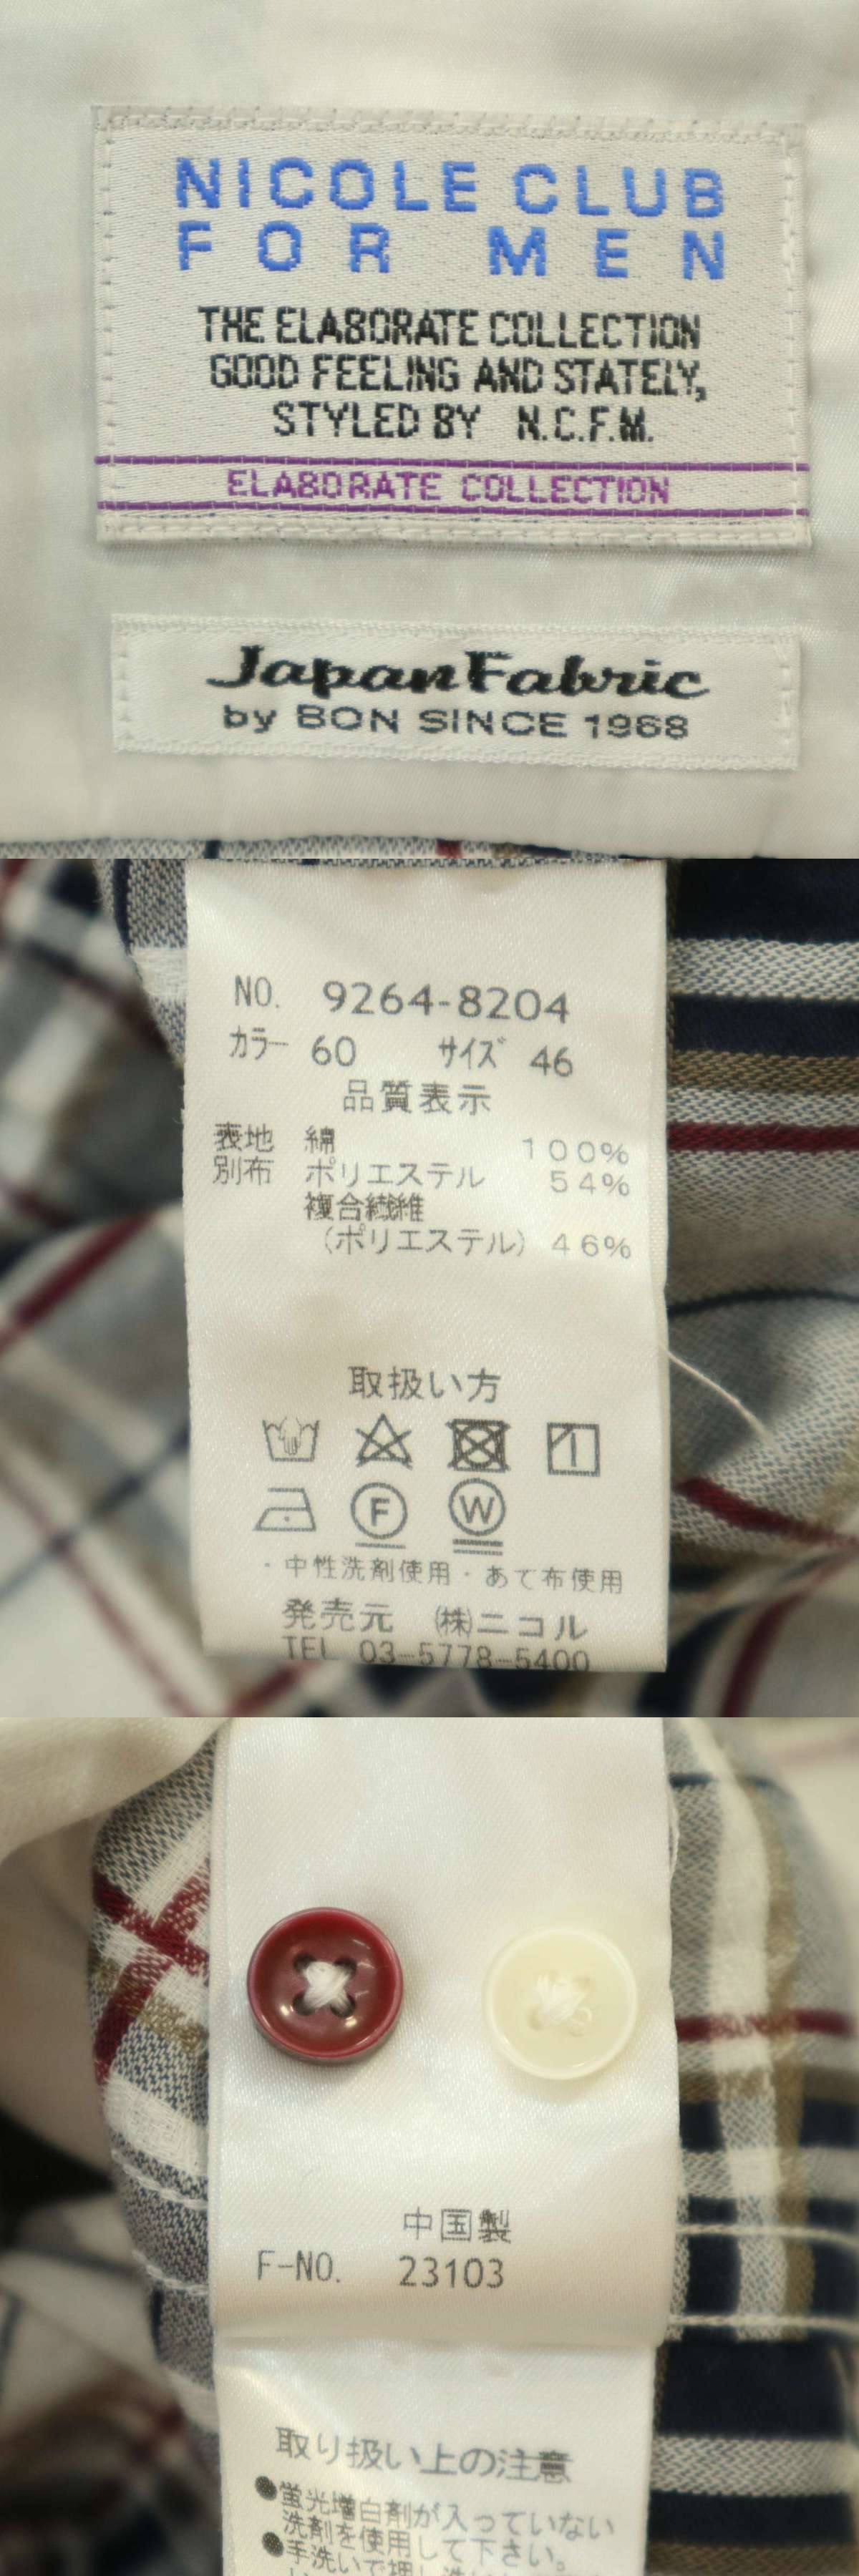 NICOLE CLUB
FOR MEN
THE ELABORATE COLLECTION
GOOD FEELING AND STATELY,
STYLED BY N.C.F.M.
ELABORATE COLLECTION
JapanFabric
by BON SINCE 1968
NO. 9264-8204
カラー 60 サイズ 46
品質表示
表地 綿 100%
別布 ポリエステル 54%
複合繊維
(ポリエステル) 46%
取扱い方
F W
・中性洗剤使用・あて布使用
発売元 ㈱ニコル
TEL 03-5778-5400
中国製
F-NO. 23103
取り扱い上の注意
●蛍光増白剤が入っていない
洗剤を使用して下さい。
●手洗いで押し洗い